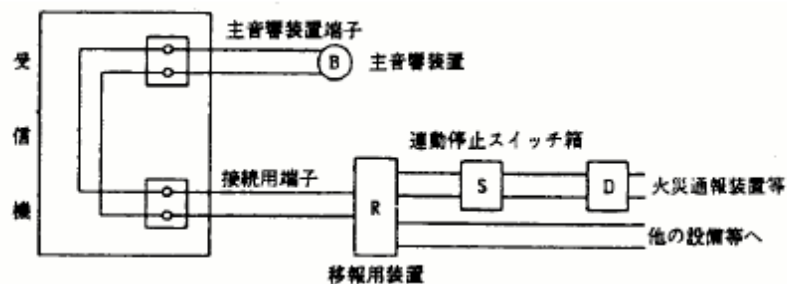 主音響装置端子
受
B
主音響装置
信
連動停止スイッチ箱
接続用端子
S
D
火災通報装置等
機
R
他の設備等へ
移報用装置